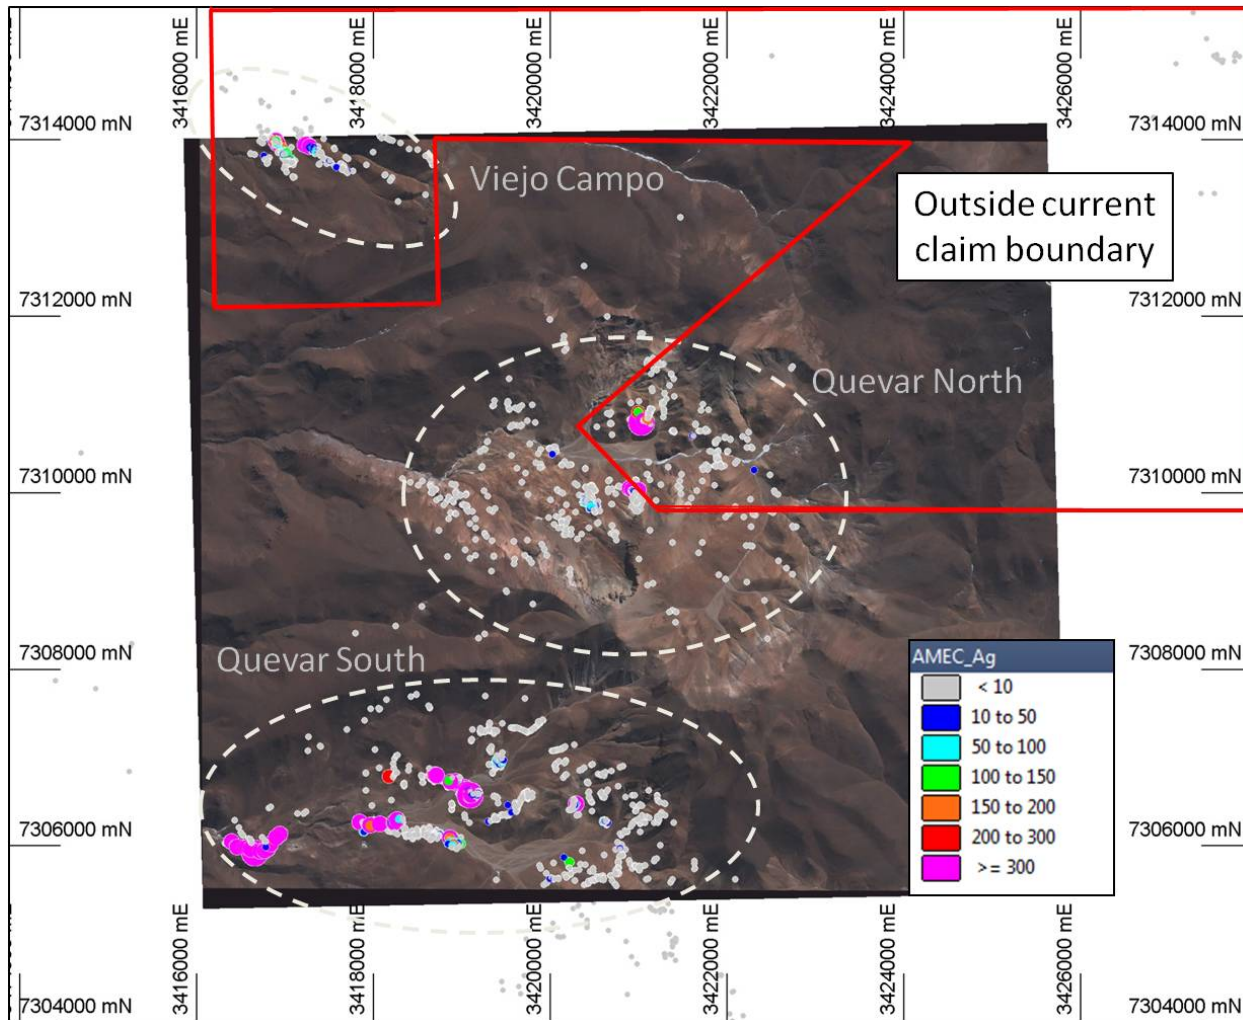 3416000 mE
3418000 mE
3420000 mE
3422000 mE
3424000 mE
3426000 mE
7314000 mN
7314000 mN
Viejo Campo
Outside current
claim boundary
7312000 mN
7312000 mN
Quevar North
7310000 mN
7310000 mN
Quevar South
7308000 mN
7308000 mN
AMEC_Ag
< 10
10 to 50
50 to 100
100 to 150
150 to 200
200 to 300
>= 300
7306000 mN
7306000 mN
3416000 mE
3418000 mE
3420000 mE
3422000 mE
3424000 mE
3426000 mE
7304000 mN
7304000 mN